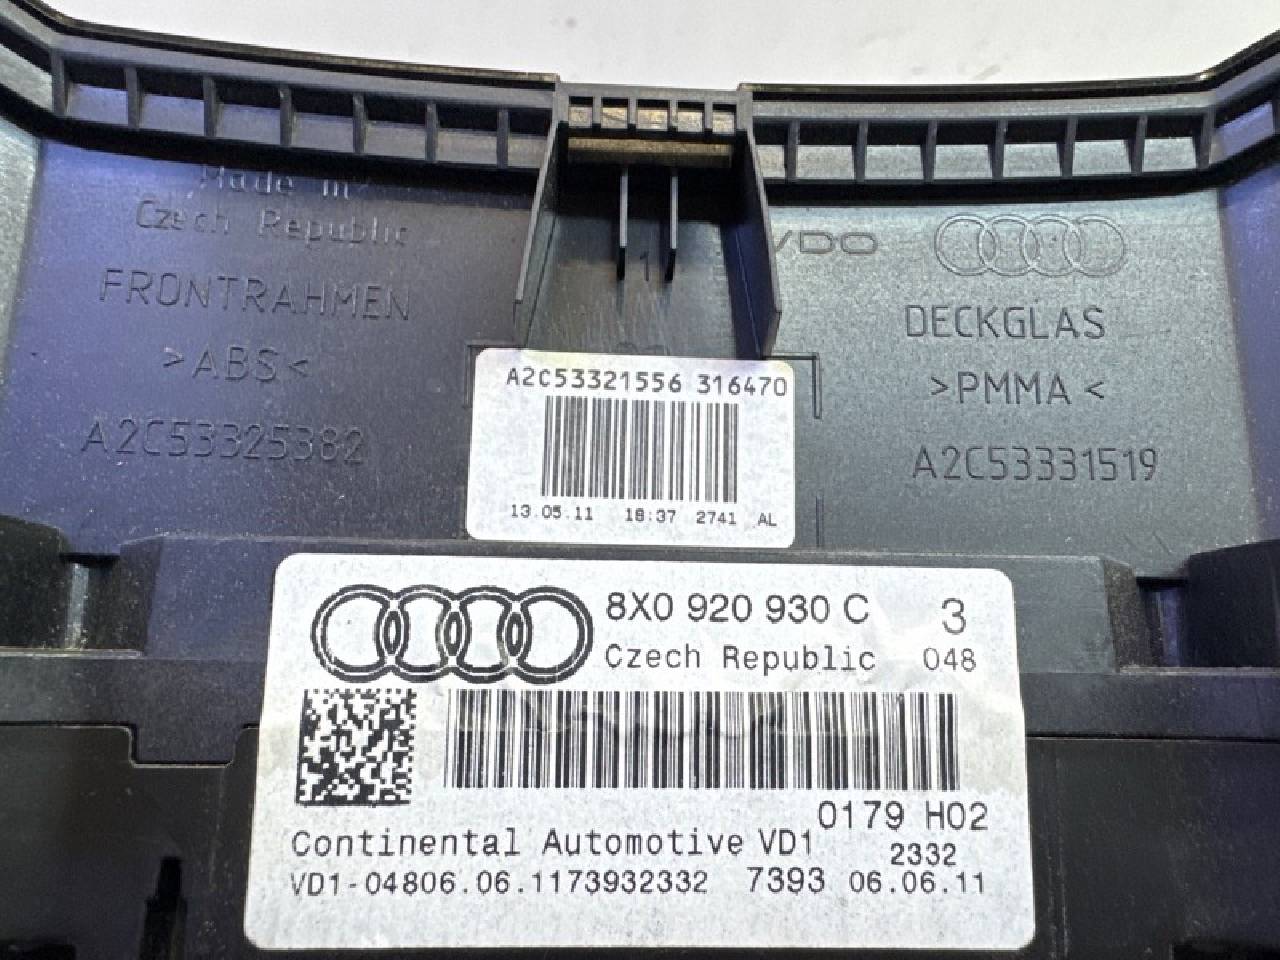 Made in
Czech Republic
FRONTRAHMEN
>ABS<
A2C53325382
1
VDO
DECKGLAS
>PMMA<
A2C53331519
A2C53321556 316470
13.05.11 18:37 2741 AL
8X0 920 930 C 3
Czech Republic 048
0179 H02
Continental Automotive VD1 2332
VD1-04806.06.1173932332 7393 06.06.11